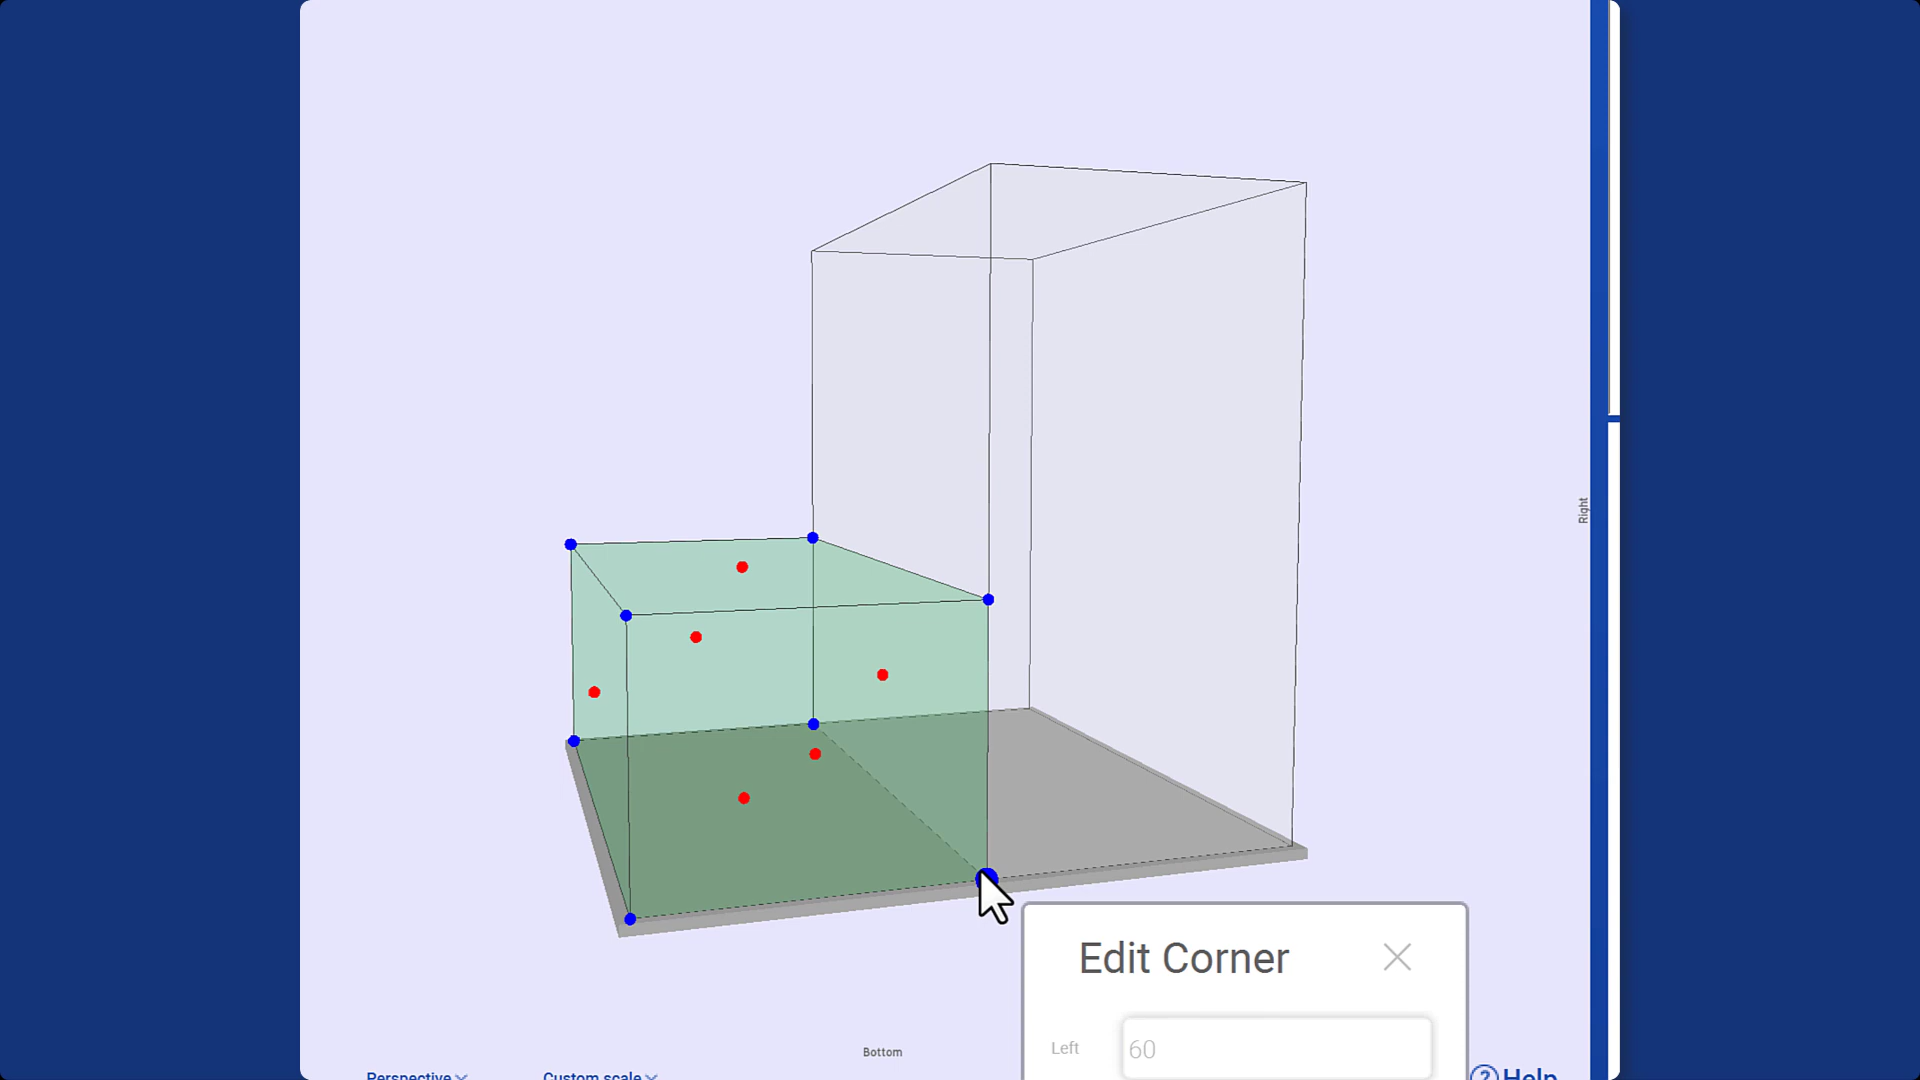 Right
Edit Corner
Left 60
Bottom
Perspective
Custom scale
Help